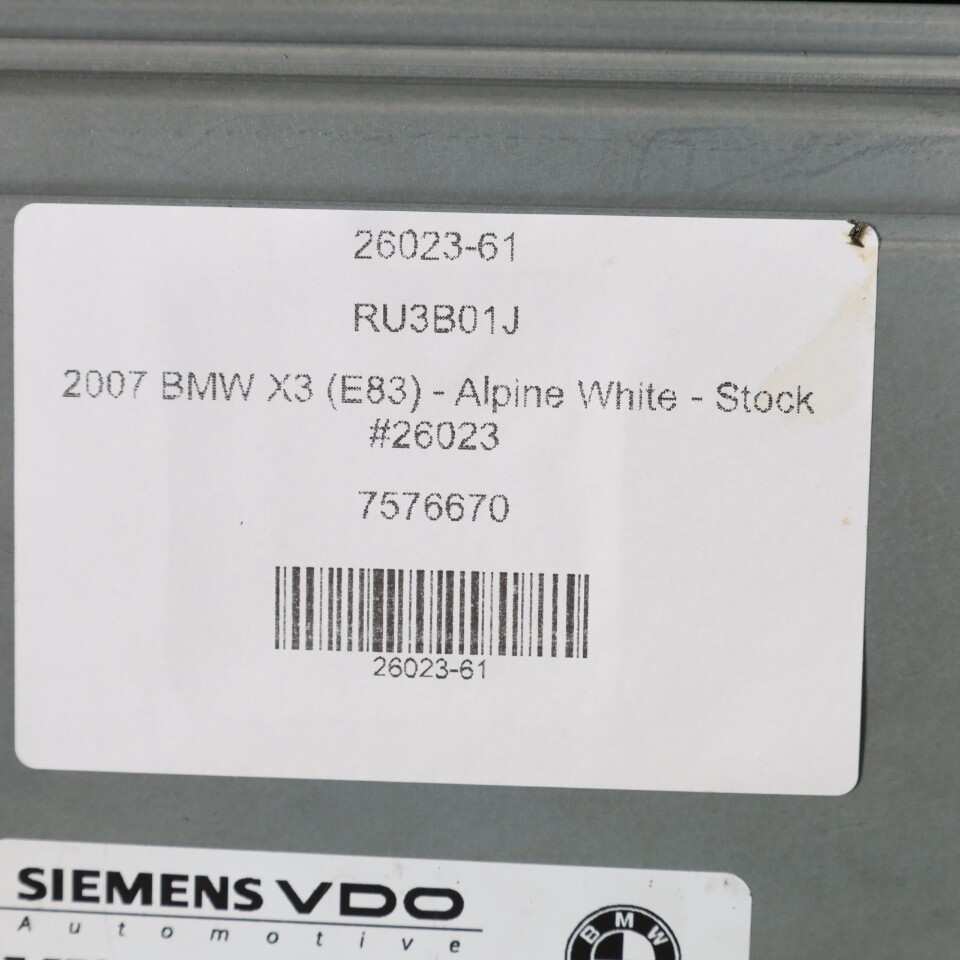 26023-61
RU3B01J
2007 BMW X3 (E83) - Alpine White - Stock
#26023
7576670
26023-61
SIEMENS VDO
Automotive
BMW